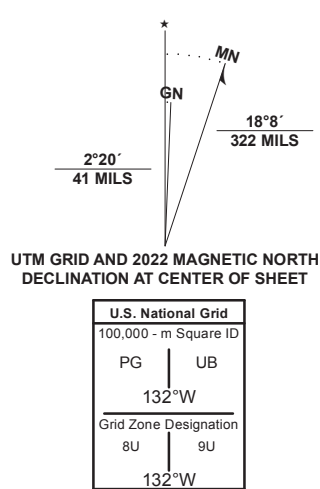 ★
MN
GN
18°8´
322 MILS
2°20´
41 MILS
UTM GRID AND 2022 MAGNETIC NORTH
DECLINATION AT CENTER OF SHEET
U.S. National Grid
100,000 - m Square ID
PG UB
132°W
Grid Zone Designation
8U 9U
132°W